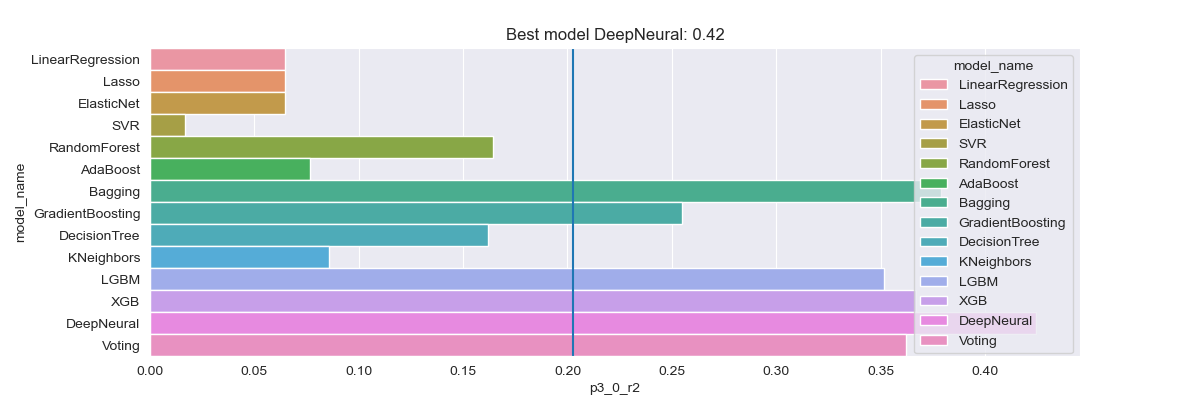 Best model DeepNeural: 0.42
model_name
LinearRegression
Lasso
ElasticNet
SVR
RandomForest
AdaBoost
Bagging
GradientBoosting
DecisionTree
KNeighbors
LGBM
XGB
DeepNeural
Voting
model_name
LinearRegression
Lasso
ElasticNet
SVR
RandomForest
AdaBoost
Bagging
GradientBoosting
DecisionTree
KNeighbors
LGBM
XGB
DeepNeural
Voting
0.00 0.05 0.10 0.15 0.20 0.25 0.30 0.35 0.40
p3_0_r2